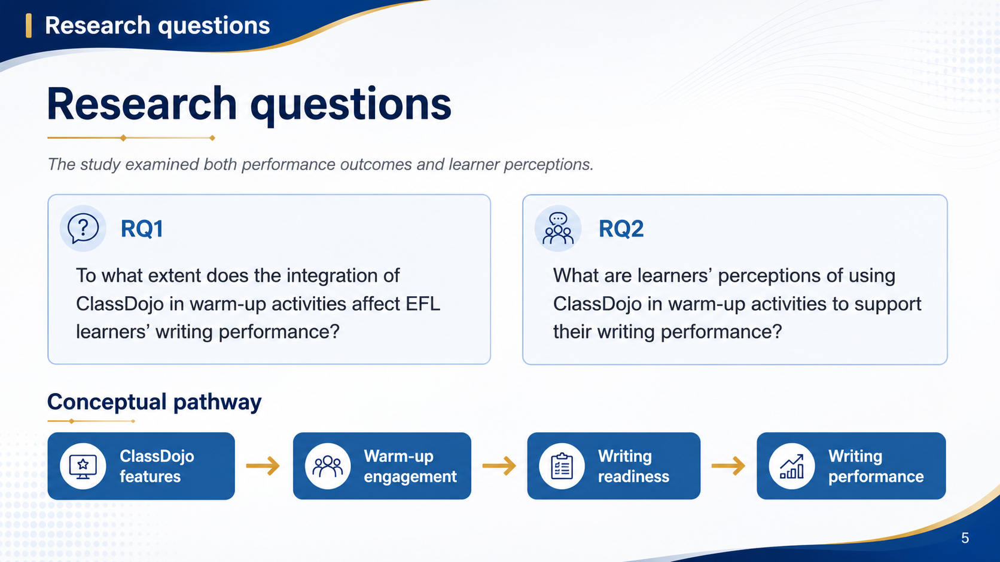 Research questions
Research questions
The study examined both performance outcomes and learner perceptions.
RQ1
To what extent does the integration of
ClassDojo in warm-up activities affect EFL
learners’ writing performance?
RQ2
What are learners’ perceptions of using
ClassDojo in warm-up activities to support
their writing performance?
Conceptual pathway
ClassDojo
features
Warm-up
engagement
Writing
readiness
Writing
performance
5